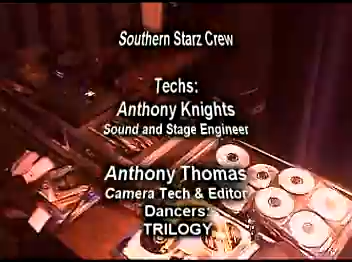 Southern Starz Crew
Techs:
Anthony Knights
Sound and Stage Engineer
Anthony Thomas
Camera Tech & Editor
Dancers:
TRILOGY